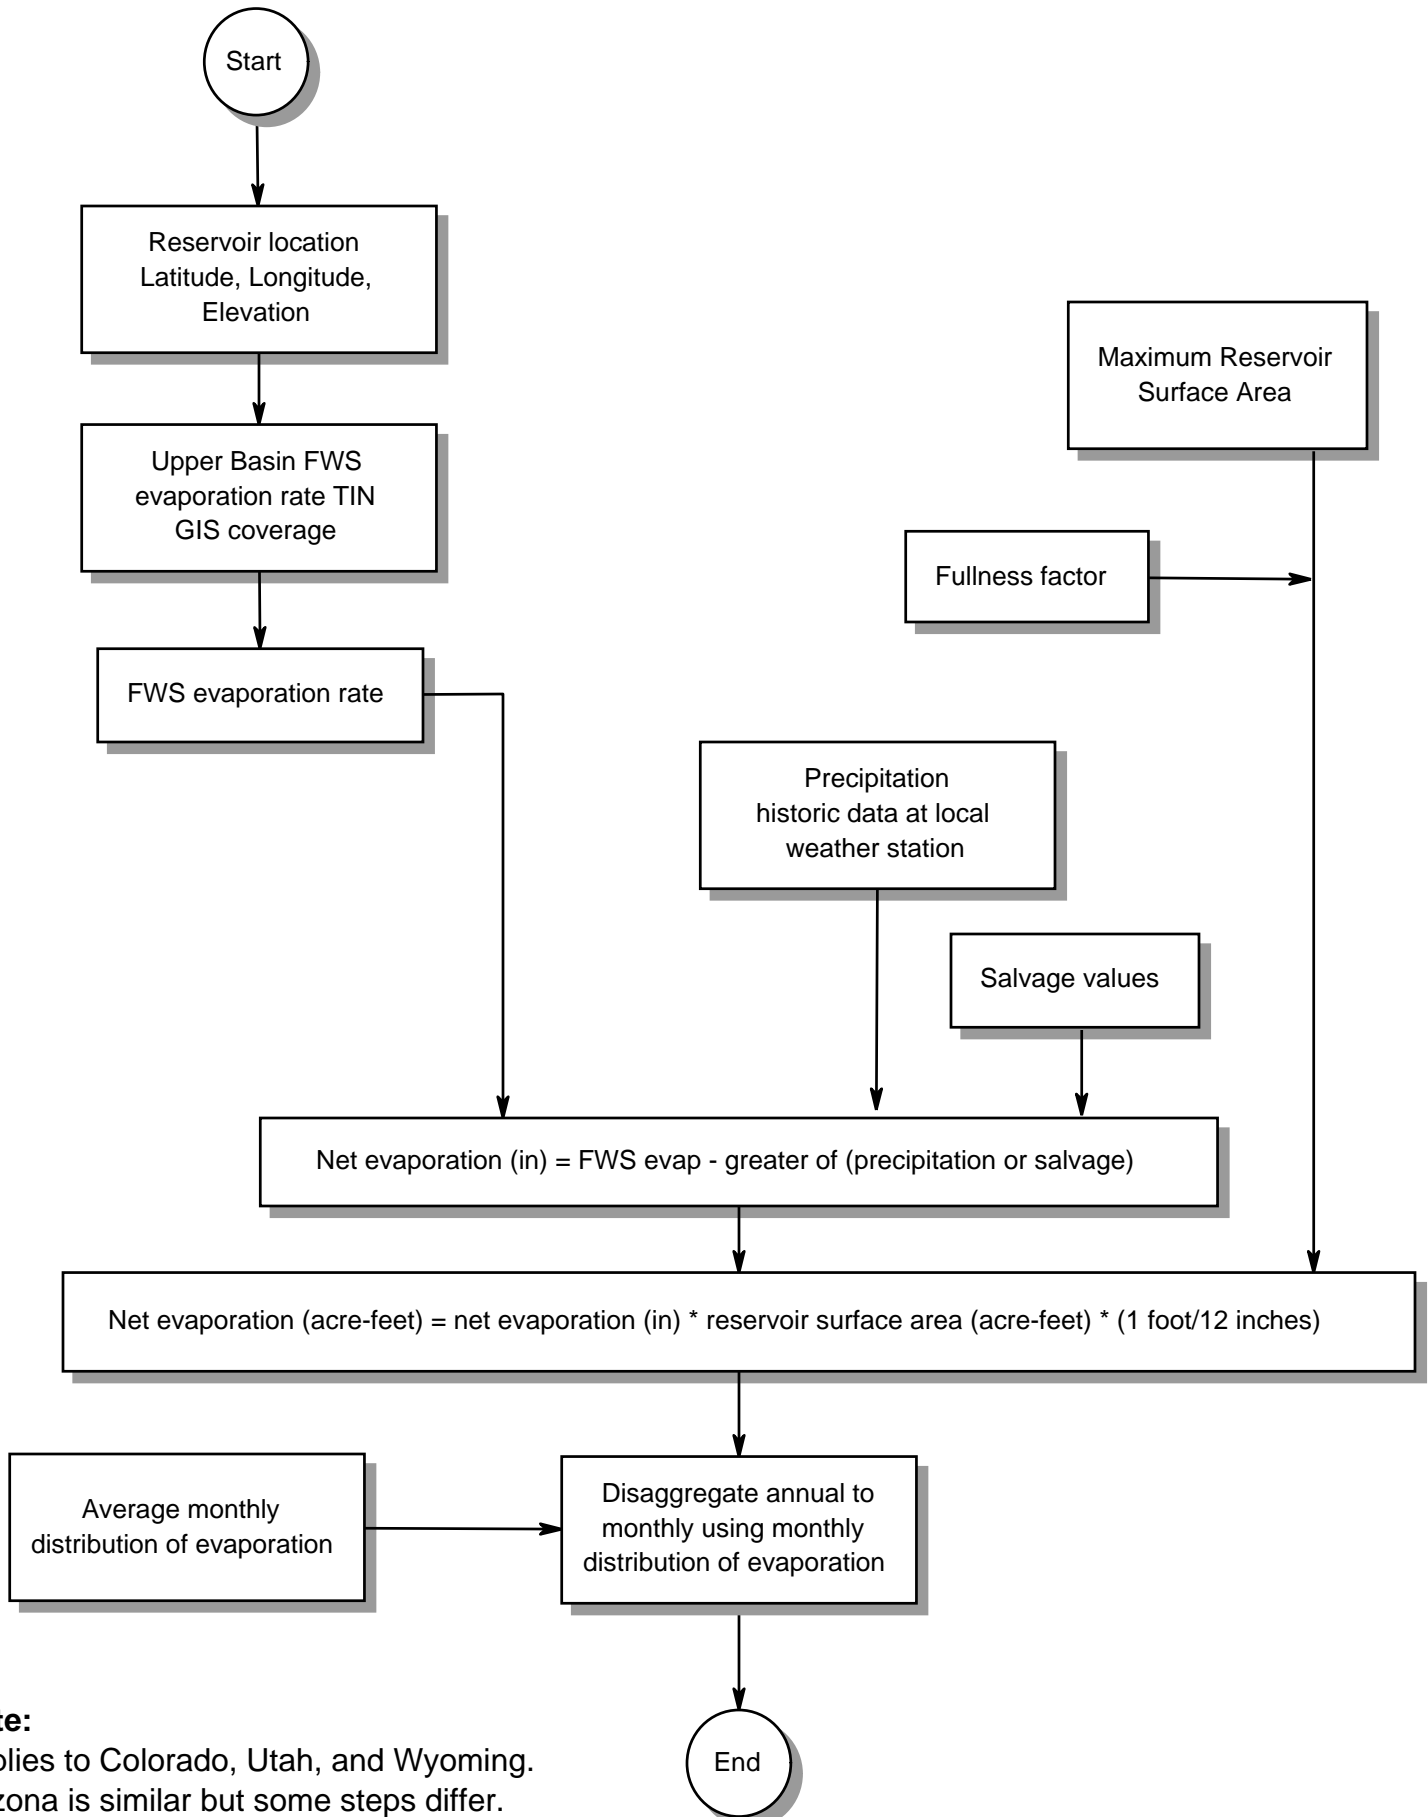 Start
Reservoir location
Latitude, Longitude,
Elevation
Maximum Reservoir
Surface Area
Upper Basin FWS
evaporation rate TIN
GIS coverage
Fullness factor
FWS evaporation rate
Precipitation
historic data at local
weather station
Salvage values
Net evaporation (in) = FWS evap - greater of (precipitation or salvage)
Net evaporation (acre-feet) = net evaporation (in) * reservoir surface area (acre-feet) * (1 foot/12 inches)
Average monthly
distribution of evaporation
Disaggregate annual to
monthly using monthly
distribution of evaporation
End
to Colorado, Utah, and Wyoming.
is similar but some steps differ.